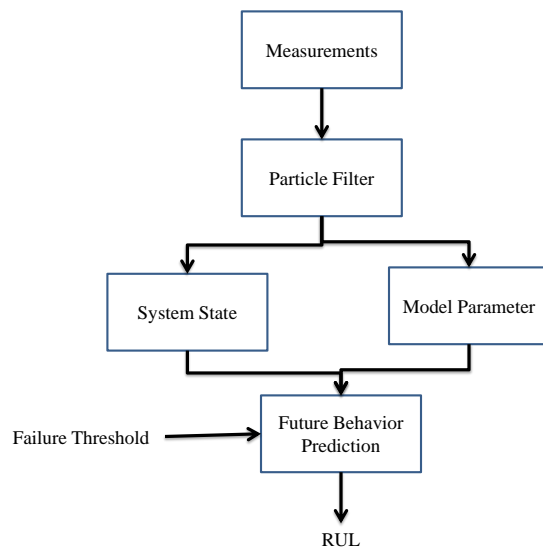 Measurements
Particle Filter
System State
Model Parameter
Future Behavior
Prediction
Failure Threshold
RUL